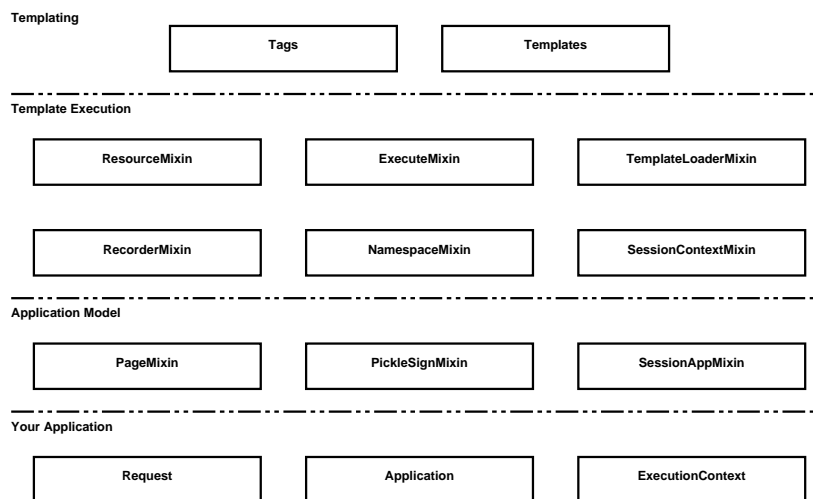 Templating
Tags
Templates
Template Execution
ResourceMixin
ExecuteMixin
TemplateLoaderMixin
RecorderMixin
NamespaceMixin
SessionContextMixin
Application Model
PageMixin
PickleSignMixin
SessionAppMixin
Your Application
Request
Application
ExecutionContext